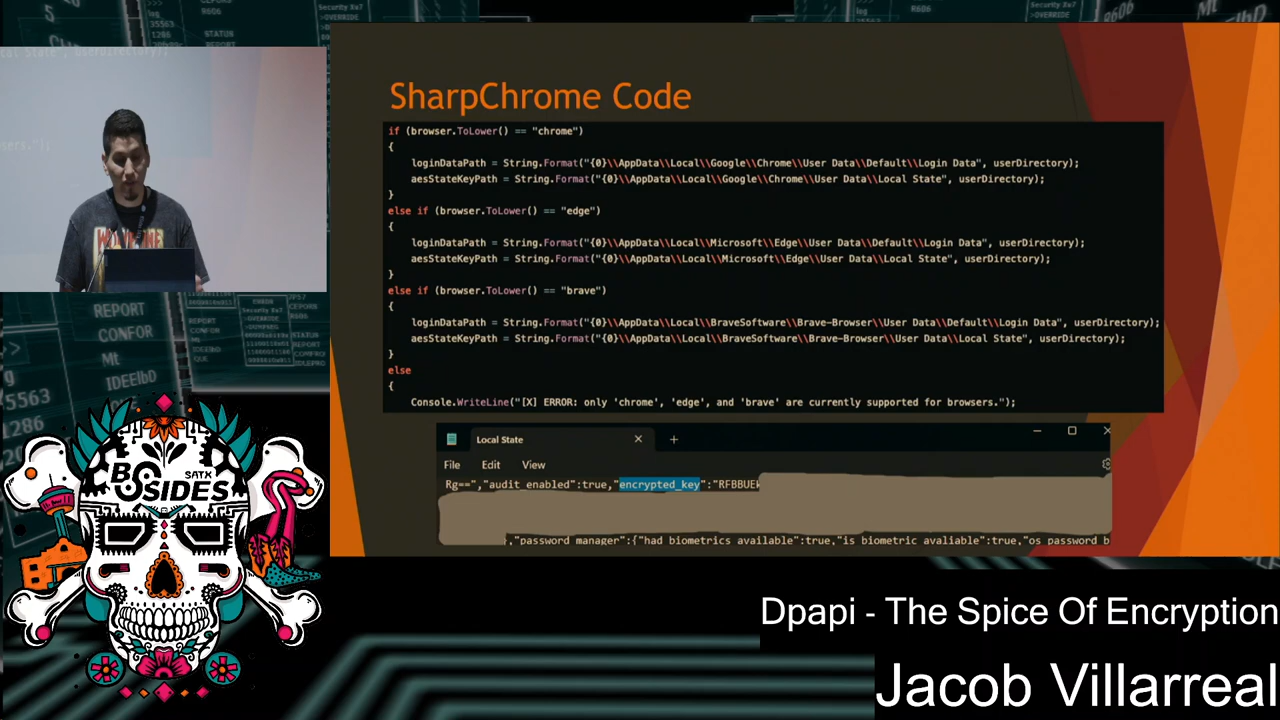 SharpChrome Code
if (browser.ToLower() == "chrome")
{
loginDataPath = String.Format("{0}\\AppData\\Local\\Google\\Chrome\\User Data\\Default\\Login Data", userDirectory);
aesStateKeyPath = String.Format("{0}\\AppData\\Local\\Google\\Chrome\\User Data\\Local State", userDirectory);
}
else if (browser.ToLower() == "edge")
{
loginDataPath = String.Format("{0}\\AppData\\Local\\Microsoft\\Edge\\User Data\\Default\\Login Data", userDirectory);
aesStateKeyPath = String.Format("{0}\\AppData\\Local\\Microsoft\\Edge\\User Data\\Local State", userDirectory);
}
else if (browser.ToLower() == "brave")
{
loginDataPath = String.Format("{0}\\AppData\\Local\\BraveSoftware\\Brave-Browser\\User Data\\Default\\Login Data", userDirectory);
aesStateKeyPath = String.Format("{0}\\AppData\\Local\\BraveSoftware\\Brave-Browser\\User Data\\Local State", userDirectory);
}
else
{
Console.WriteLine("[X] ERROR: only 'chrome', 'edge', and 'brave' are currently supported for browsers.");
Local State
File Edit View
Rg==","audit_enabled":true,"encrypted_key":"RFBBUE
},"password_manager":{"had_biometrics_available":true,"is_biometric_avaliable":true,"os_password_b
REPORT
CONFOR
Mt
IDEElbD
5563
1286
BSIDES
SATX
Dpapi - The Spice Of Encryption
Jacob Villarreal